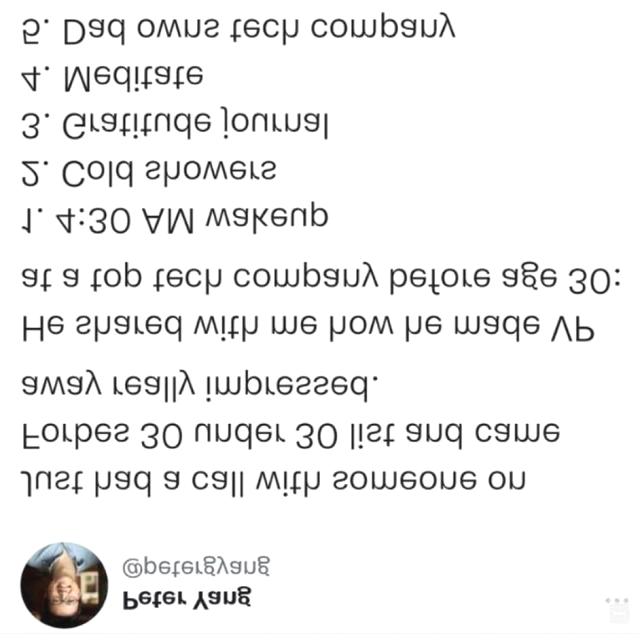 Peter Yang
@petergyang
Just had a call with someone on
Forbes 30 under 30 list and came
away really impressed.
He shared with me how he made VP
at a top tech company before age 30:
1. 4:30 AM wakeup
2. Cold showers
3. Gratitude journal
4. Meditate
5. Dad owns tech company